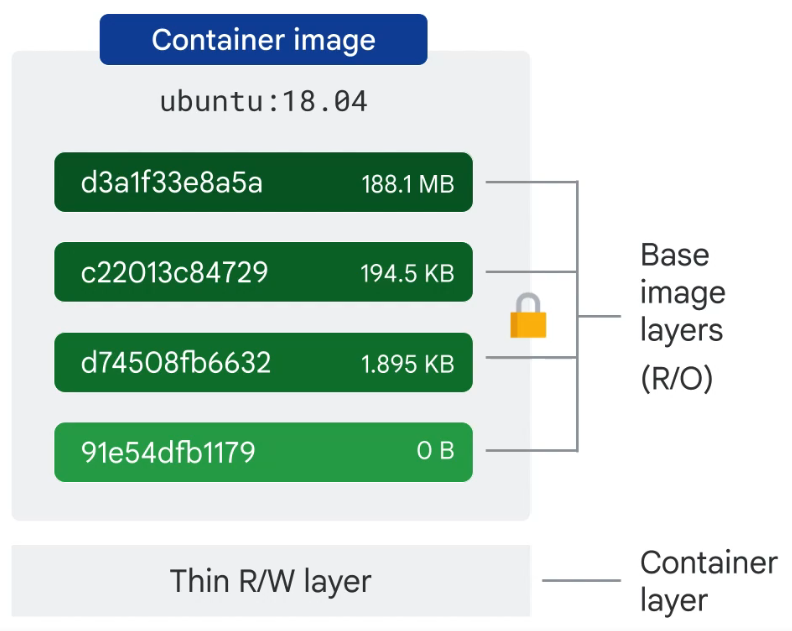 Container image
ubuntu:18.04
d3a1f33e8a5a 188.1 MB
c22013c84729 194.5 KB
d74508fb6632 1.895 KB
91e54dfb1179 0 B
Base
image
layers
(R/O)
Thin R/W layer
Container
layer